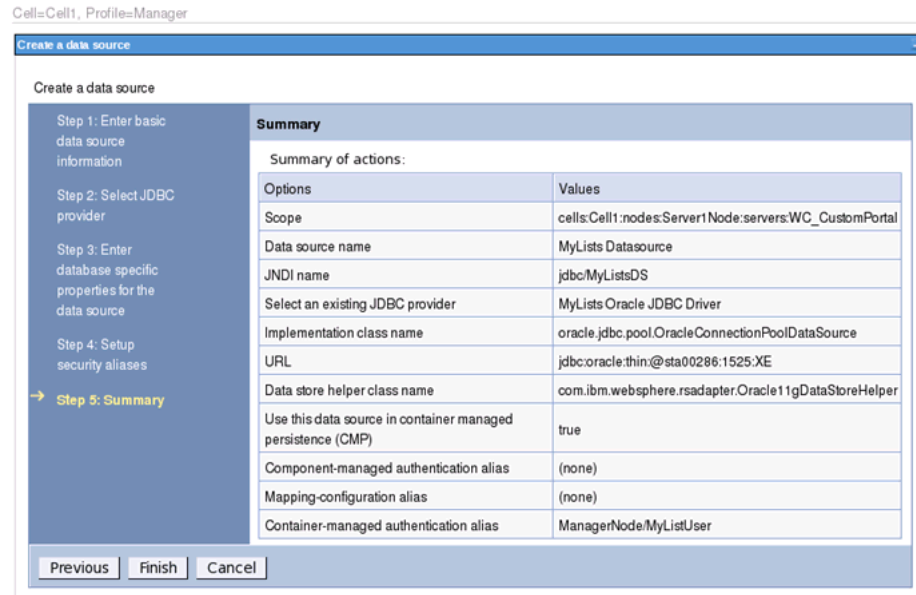 Cell=Cell1, Profile=Manager
Create a data source
Create a data source
Step 1: Enter basic
data source
information
Step 2: Select JDBC
provider
Step 3: Enter
database specific
properties for the
data source
Step 4: Setup
security aliases
Step 5: Summary
Summary
Summary of actions:
Options Values
Scope cells:Cell1:nodes:Server1Node:servers:WC_CustomPortal
Data source name MyLists Datasource
JNDI name jdbc/MyListsDS
Select an existing JDBC provider MyLists Oracle JDBC Driver
Implementation class name oracle.jdbc.pool.OracleConnectionPoolDataSource
URL jdbc:oracle:thin:@sta00286:1525:XE
Data store helper class name com.ibm.websphere.rsadapter.Oracle11gDataStoreHelper
Use this data source in container managed
persistence (CMP) true
Component-managed authentication alias (none)
Mapping-configuration alias (none)
Container-managed authentication alias ManagerNode/MyListUser
Previous Finish Cancel